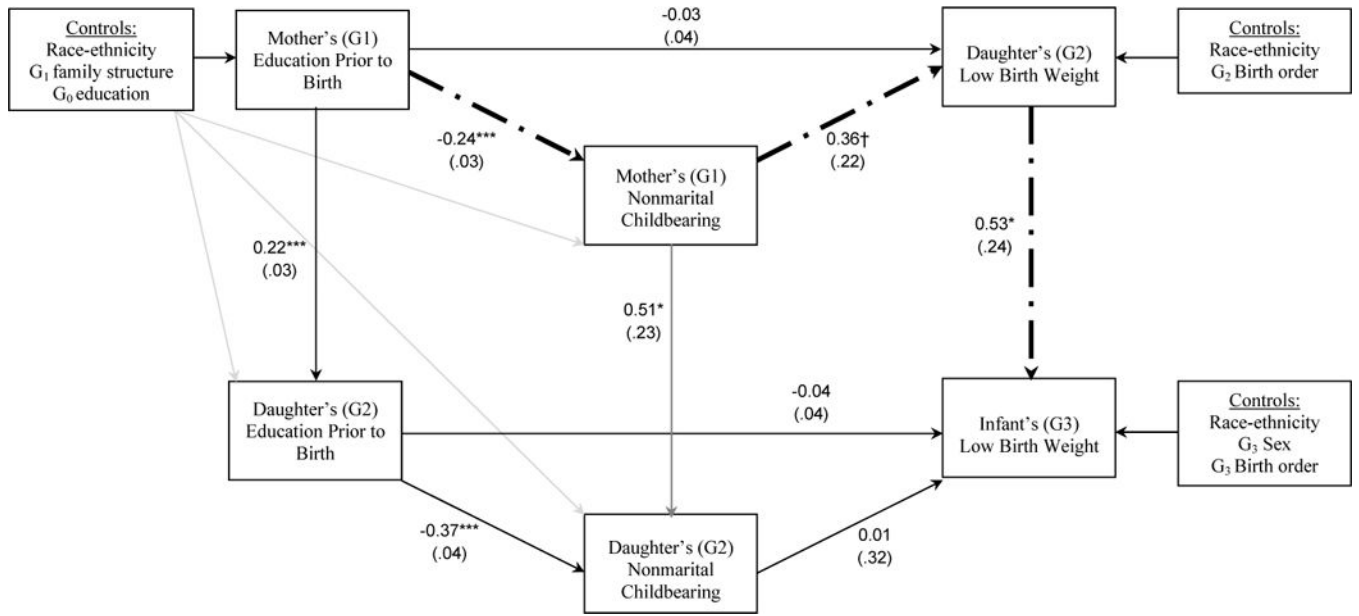 Controls:
Race-ethnicity
G1 family structure
G0 education
Mother's (G1)
Education Prior to
Birth
-0.03
(.04)
Daughter's (G2)
Low Birth Weight
Controls:
Race-ethnicity
G2 Birth order
-0.24***
(.03)
0.36†
(.22)
Mother's (G1)
Nonmarital
Childbearing
0.22***
(.03)
0.53*
(.24)
0.51*
(.23)
Daughter's (G2)
Education Prior to
Birth
-0.04
(.04)
Infant's (G3)
Low Birth Weight
Controls:
Race-ethnicity
G3 Sex
G3 Birth order
-0.37***
(.04)
Daughter's (G2)
Nonmarital
Childbearing
0.01
(.32)